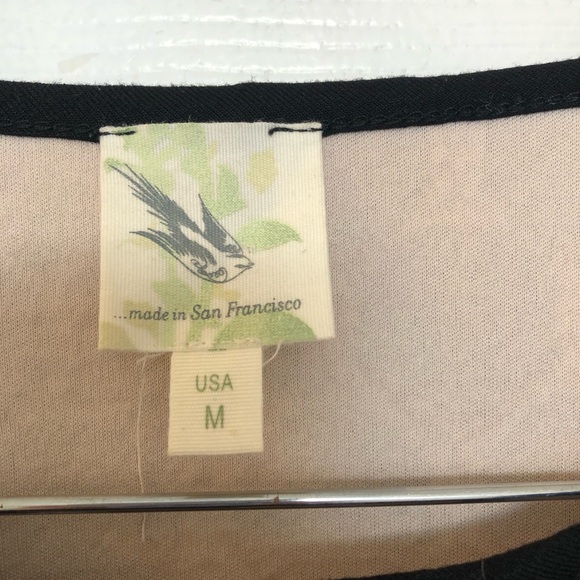 ...made in San Francisco
USA
M